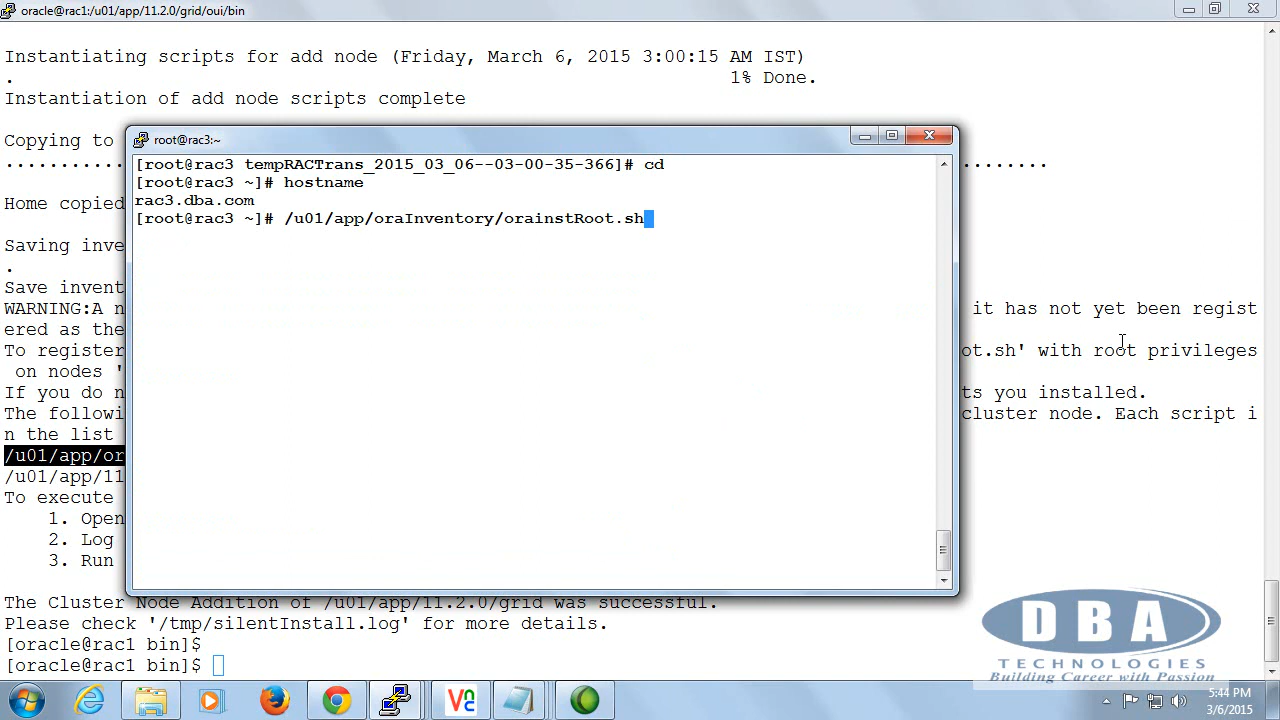 oracle@rac1:/u01/app/11.2.0/grid/oui/bin
Instantiating scripts for add node (Friday, March 6, 2015 3:00:15 AM IST)
. 1% Done.
Instantiation of add node scripts complete
Copying to
Home copied
Saving inve
.
Save invent
WARNING:A n it has not yet been regist
ered as the
To register ot.sh' with root privileges
on nodes '
If you do n ts you installed.
The followi cluster node. Each script i
n the list
/u01/app/or
/u01/app/11
To execute
1. Open
2. Log
3. Run
The Cluster Node Addition of /u01/app/11.2.0/grid was successful.
Please check '/tmp/silentInstall.log' for more details.
[oracle@rac1 bin]$
[oracle@rac1 bin]$
root@rac3:~
[root@rac3 tempRACTrans_2015_03_06--03-00-35-366]# cd
[root@rac3 ~]# hostname
rac3.dba.com
[root@rac3 ~]# /u01/app/oraInventory/orainstRoot.sh
DBA
TECHNOLOGIES
Building Career with Passion
5:44 PM
3/6/2015